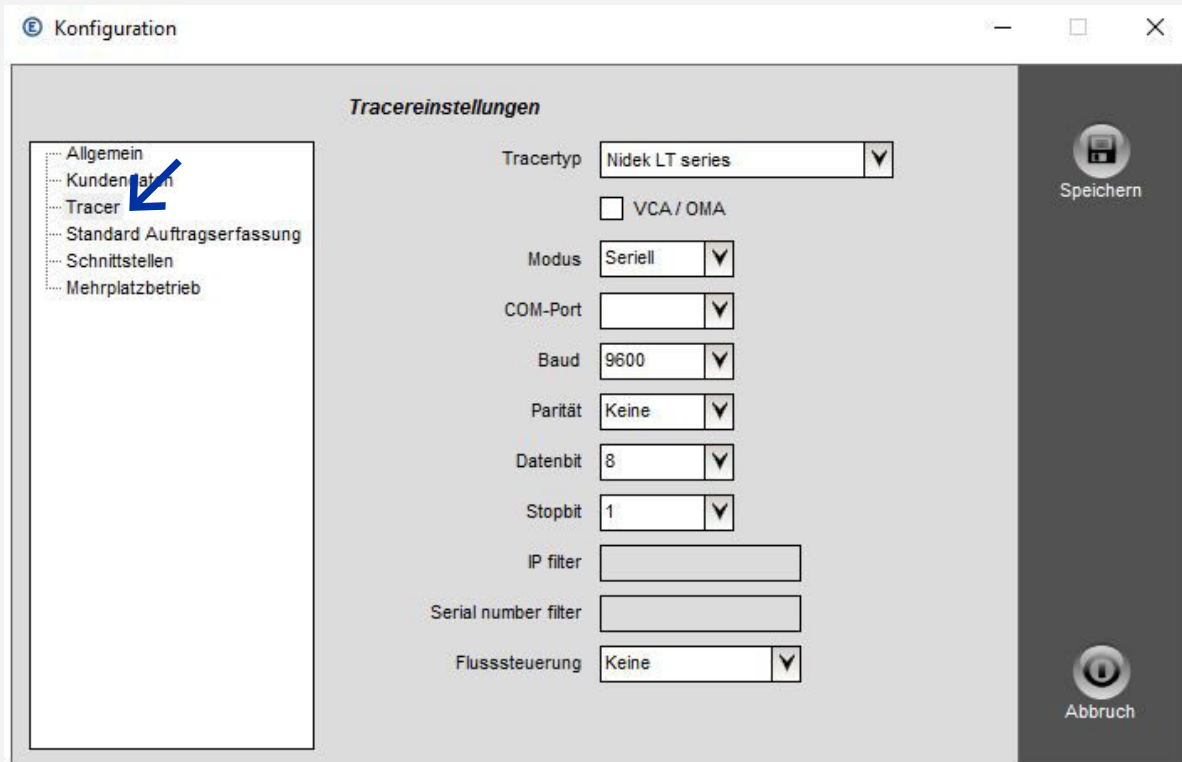 Konfiguration
Tracereinstellungen
Allgemein
Kundendaten
Tracer
Standard Auftragserfassung
Schnittstellen
Mehrplatzbetrieb
Tracertyp Nidek LT series
VCA / OMA
Modus Seriell
COM-Port
Baud 9600
Parität Keine
Datenbit 8
Stopbit 1
IP filter
Serial number filter
Flusssteuerung Keine
Speichern
Abbruch